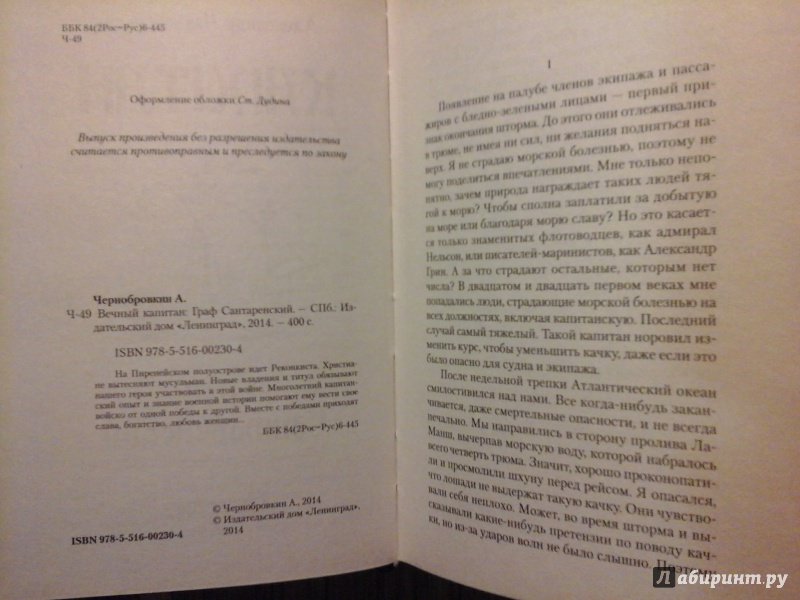 ББК 84(2Рос=Рус)6-445
Ч-49
Оформление обложки Ст. Дудина
Выпуск произведения без разрешения издательства
считается противоправным и преследуется по закону
Чернобровкин А.
Ч-49 Вечный капитан: Граф Сантаренский. — СПб.: Из-
дательский дом «Ленинград», 2014. — 400 с.
ISBN 978-5-516-00230-4
На Пиренейском полуострове идет Реконкиста. Христиа-
не вытесняют мусульман. Новые владения и титул обязывают
нашего героя участвовать в этой войне. Многолетний капитан-
ский опыт и знание военной истории помогают ему вести свое
войско от одной победы к другой. Вместе с победами приходят
слава, богатство, любовь женщин...
ББК 84(2Рос=Рус)6-445
© Чернобровкин А., 2014
© Издательский дом «Ленинград»,
2014
ISBN 978-5-516-00230-4
1
Появление на палубе членов экипажа и пасса-
жиров с бледно-зелеными лицами — первый при-
знак окончания шторма. До этого они отлеживались
в трюме, не имея ни сил, ни желания подняться на-
верх. Я не страдаю морской болезнью, поэтому не
могу поделиться впечатлениями. Мне только непо-
нятно, зачем природа награждает таких людей тя-
гой к морю? Чтобы сполна заплатили за добытую
на море или благодаря морю славу? Но это касает-
ся только знаменитых флотоводцев, как адмирал
Нельсон, или писателей-маринистов, как Александр
Грин. А за что страдают остальные, которым нет
числа? В двадцатом и двадцать первом веках мне
попадались люди, страдающие морской болезнью на
всех должностях, включая капитанскую. Последний
случай самый тяжелый. Такой капитан норовил из-
менить курс, чтобы уменьшить качку, даже если это
было опасно для судна и экипажа.
После недельной трепки Атлантический океан
смилостивился над нами. Все когда-нибудь закан-
чивается, даже смертельные опасности, и не всегда
печально. Мы направились в сторону пролива Ла-
Манш, вычерпав морскую воду, которой набралось
всего четверть трюма. Значит, хорошо проконопати-
ли и просмолили шхуну перед рейсом. Я опасался,
что лошади не выдержат такую качку. Они чувство-
вали себя неплохо. Может, во время шторма и вы-
сказывали какие-нибудь претензии по поводу кач-
ки, но из-за ударов волн не было слышно. Поэтому
Лабиринт.ру